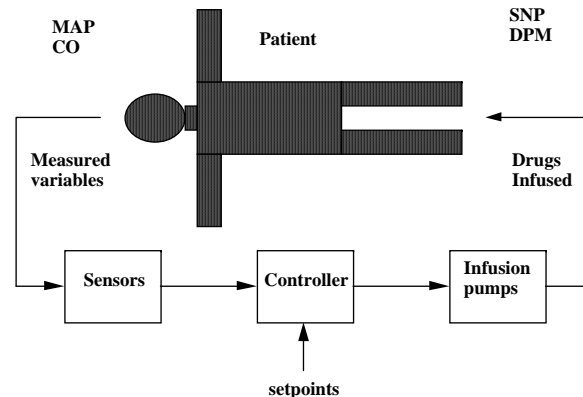 MAP
CO
Patient
SNP
DPM
Measured
variables
Drugs
Infused
Sensors
Controller
Infusion
pumps
setpoints